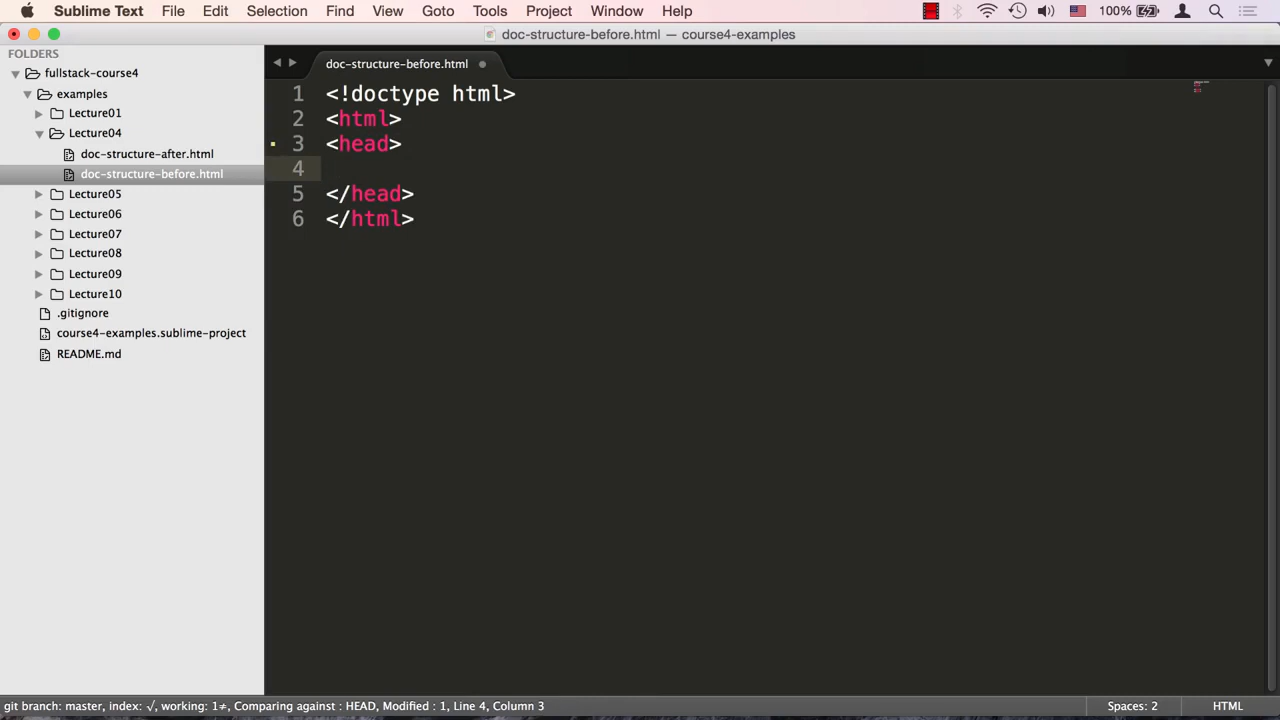 Sublime Text File Edit Selection Find View Goto Tools Project Window Help 100%
doc-structure-before.html — course4-examples
FOLDERS
fullstack-course4
examples
Lecture01
Lecture04
doc-structure-after.html
doc-structure-before.html
Lecture05
Lecture06
Lecture07
Lecture08
Lecture09
Lecture10
.gitignore
course4-examples.sublime-project
README.md
doc-structure-before.html
1 <!doctype html>
2 <html>
3 <head>
4
5 </head>
6 </html>
git branch: master, index: √, working: 1≠, Comparing against : HEAD, Modified : 1, Line 4, Column 3
Spaces: 2
HTML